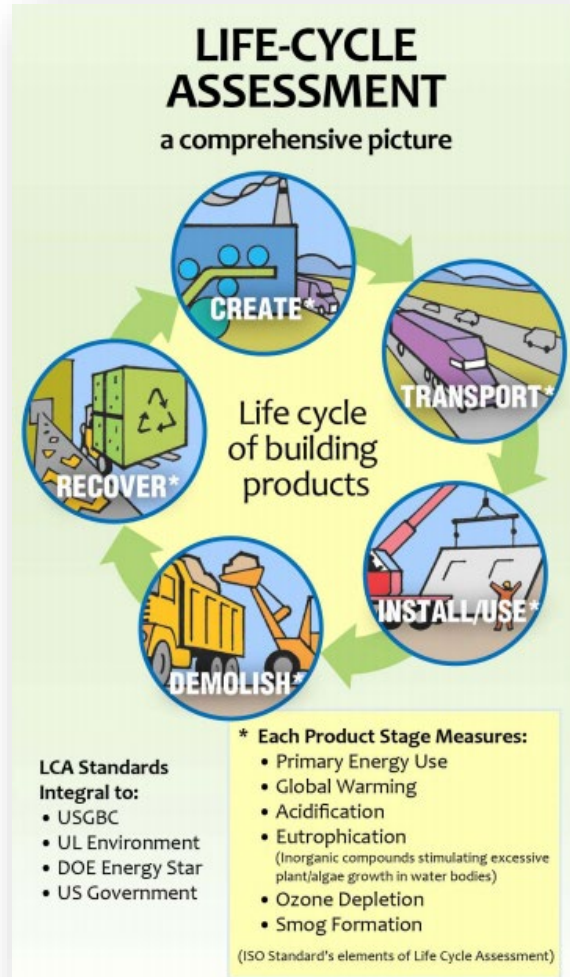 LIFE-CYCLE
ASSESSMENT
a comprehensive picture
CREATE*
TRANSPORT*
INSTALL/USE*
DEMOLISH*
RECOVER*
Life cycle
of building
products
LCA Standards
Integral to:
• USGBC
• UL Environment
• DOE Energy Star
• US Government
* Each Product Stage Measures:
• Primary Energy Use
• Global Warming
• Acidification
• Eutrophication
(Inorganic compounds stimulating excessive
plant/algae growth in water bodies)
• Ozone Depletion
• Smog Formation
(ISO Standard's elements of Life Cycle Assessment)